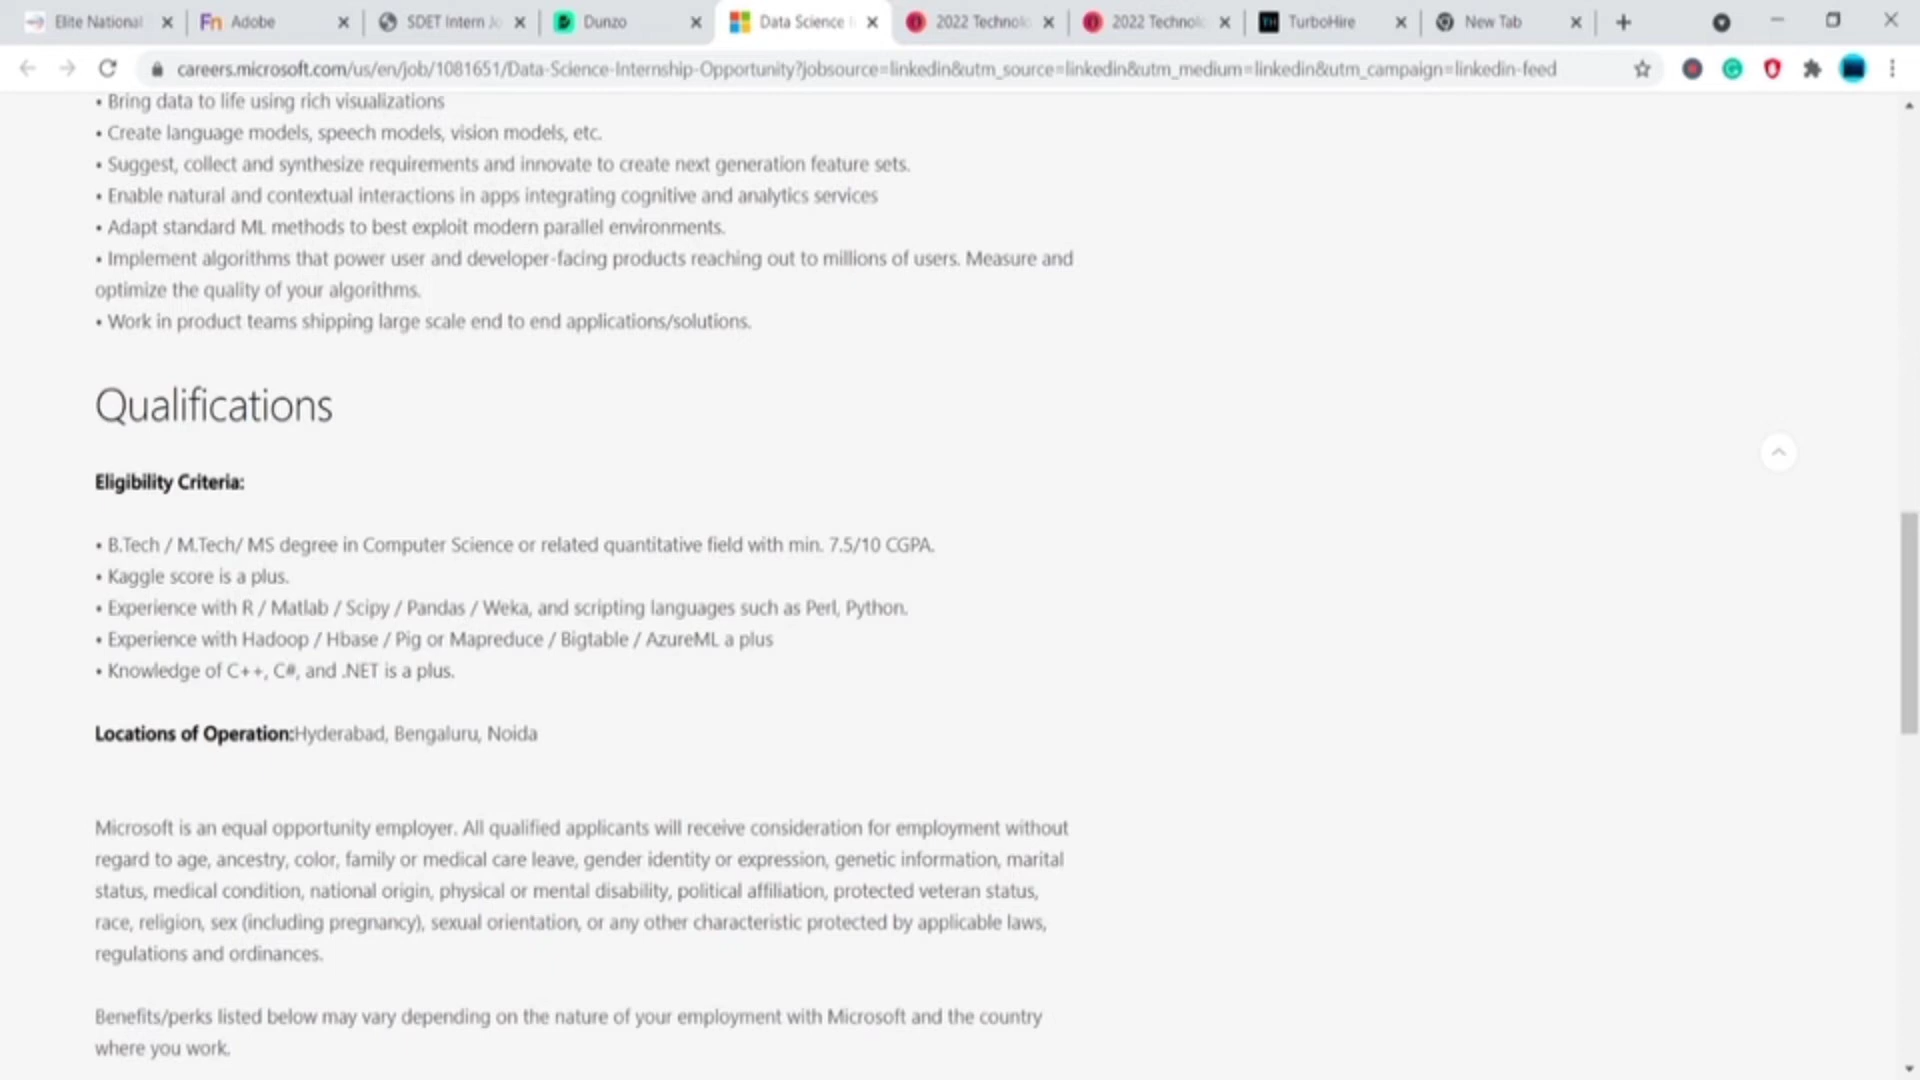 Elite National
Fn Adobe
SDET Intern Jo
Dunzo
Data Science I
2022 Technolo
2022 Technolo
TH TurboHire
New Tab
careers.microsoft.com/us/en/job/1081651/Data-Science-Internship-Opportunity?jobsource=linkedin&utm_source=linkedin&utm_medium=linkedin&utm_campaign=linkedin-feed
• Bring data to life using rich visualizations
• Create language models, speech models, vision models, etc.
• Suggest, collect and synthesize requirements and innovate to create next generation feature sets.
• Enable natural and contextual interactions in apps integrating cognitive and analytics services
• Adapt standard ML methods to best exploit modern parallel environments.
• Implement algorithms that power user and developer-facing products reaching out to millions of users. Measure and
optimize the quality of your algorithms.
• Work in product teams shipping large scale end to end applications/solutions.
Qualifications
Eligibility Criteria:
• B.Tech / M.Tech/ MS degree in Computer Science or related quantitative field with min. 7.5/10 CGPA.
• Kaggle score is a plus.
• Experience with R / Matlab / Scipy / Pandas / Weka, and scripting languages such as Perl, Python.
• Experience with Hadoop / Hbase / Pig or Mapreduce / Bigtable / AzureML a plus
• Knowledge of C++, C#, and .NET is a plus.
Locations of Operation:Hyderabad, Bengaluru, Noida
Microsoft is an equal opportunity employer. All qualified applicants will receive consideration for employment without
regard to age, ancestry, color, family or medical care leave, gender identity or expression, genetic information, marital
status, medical condition, national origin, physical or mental disability, political affiliation, protected veteran status,
race, religion, sex (including pregnancy), sexual orientation, or any other characteristic protected by applicable laws,
regulations and ordinances.
Benefits/perks listed below may vary depending on the nature of your employment with Microsoft and the country
where you work.